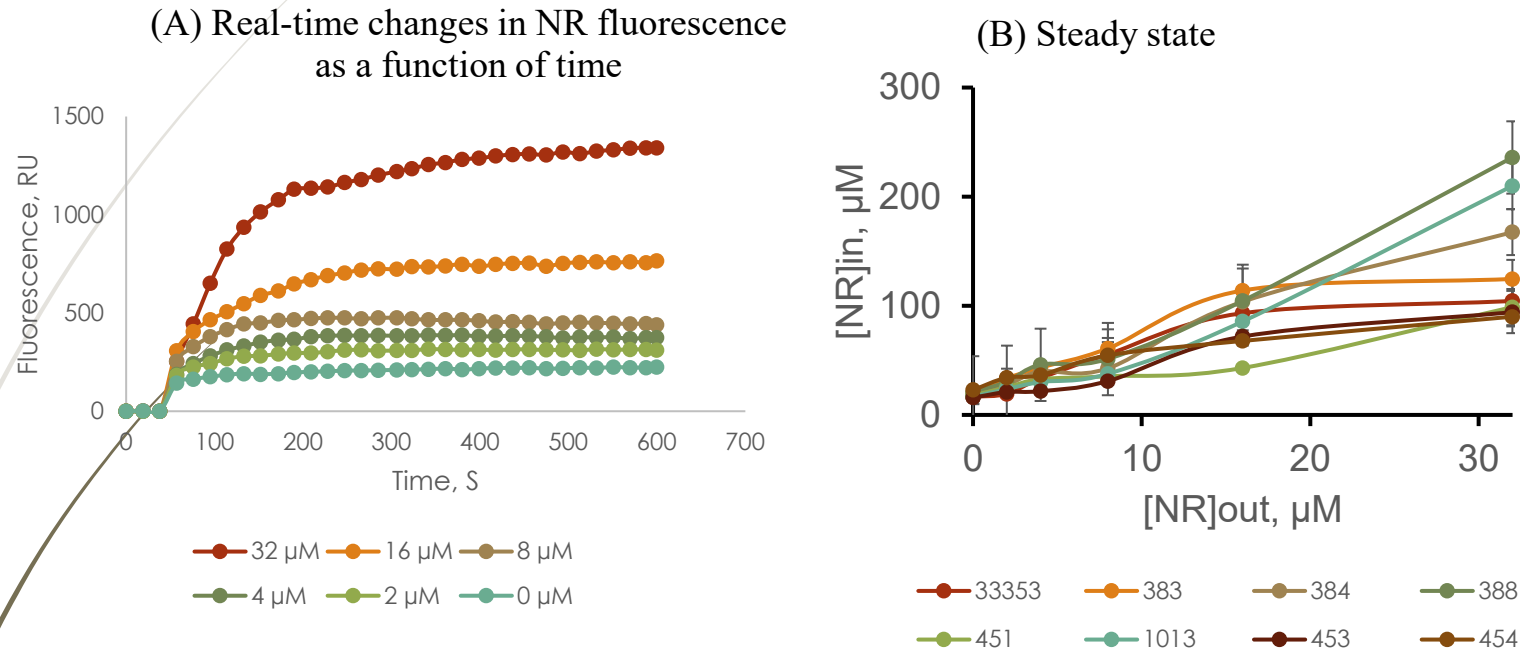 (A) Real-time changes in NR fluorescence
as a function of time
1500
1000
500
0
Fluorescence, RU
0 100 200 300 400 500 600 700
Time, S
32 µM 16 µM 8 µM
4 µM 2 µM 0 µM
(B) Steady state
300
200
100
0
[NR]in, µM
0 10 20 30
[NR]out, µM
33353 383 384 388
451 1013 453 454